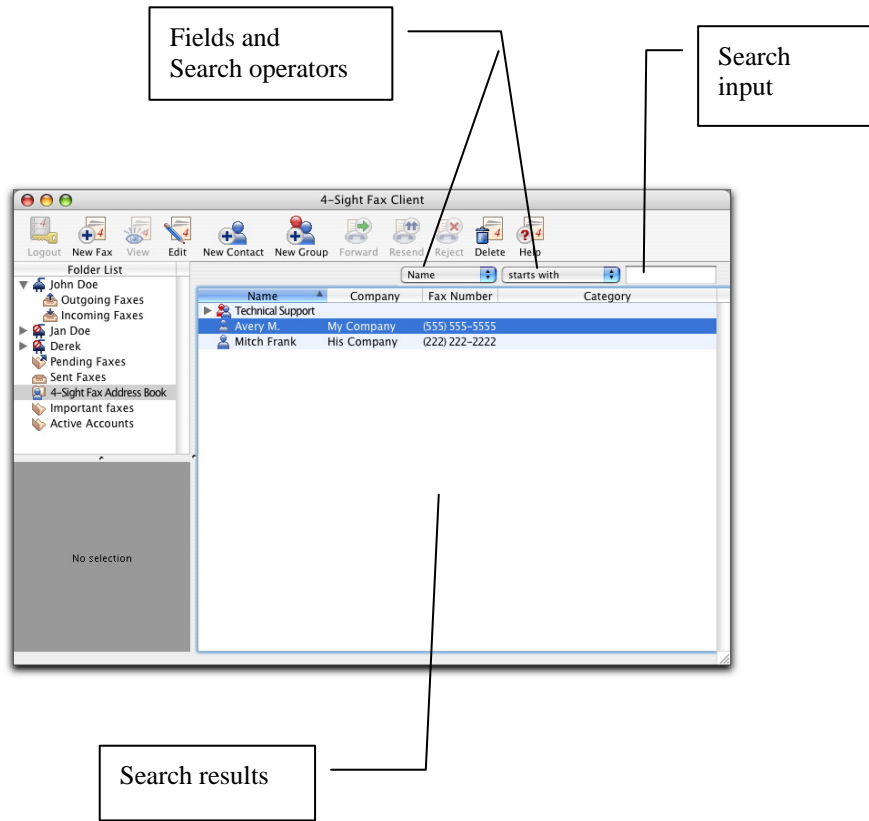 Fields and
Search operators
Search
input
4-Sight Fax Client
Logout New Fax View Edit New Contact New Group Forward Resend Reject Delete Help
Folder List
Name starts with
John Doe
Outgoing Faxes
Incoming Faxes
Jan Doe
Derek
Pending Faxes
Sent Faxes
4-Sight Fax Address Book
Important faxes
Active Accounts
Name Company Fax Number Category
Technical Support
Avery M. My Company (555) 555-5555
Mitch Frank His Company (222) 222-2222
No selection
Search results